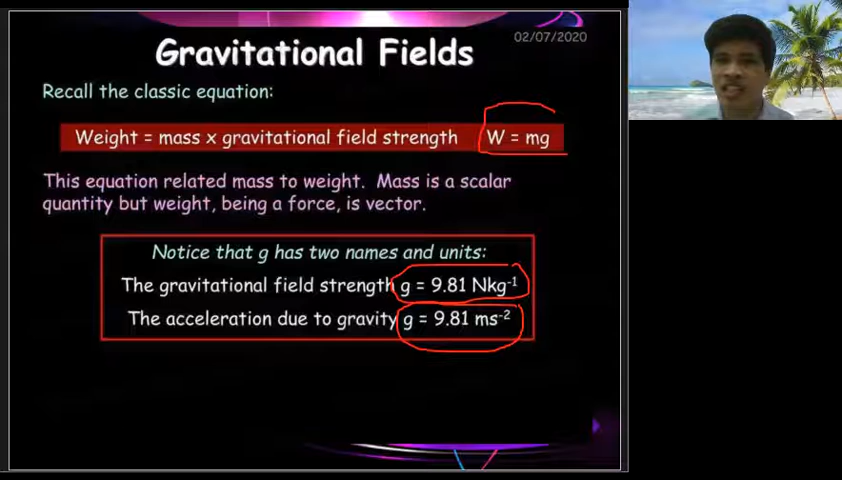 02/07/2020
Gravitational Fields
Recall the classic equation:
Weight = mass x gravitational field strength W = mg
This equation related mass to weight. Mass is a scalar
quantity but weight, being a force, is vector.
Notice that g has two names and units:
The gravitational field strength g = 9.81 Nkg⁻¹
The acceleration due to gravity g = 9.81 ms⁻²